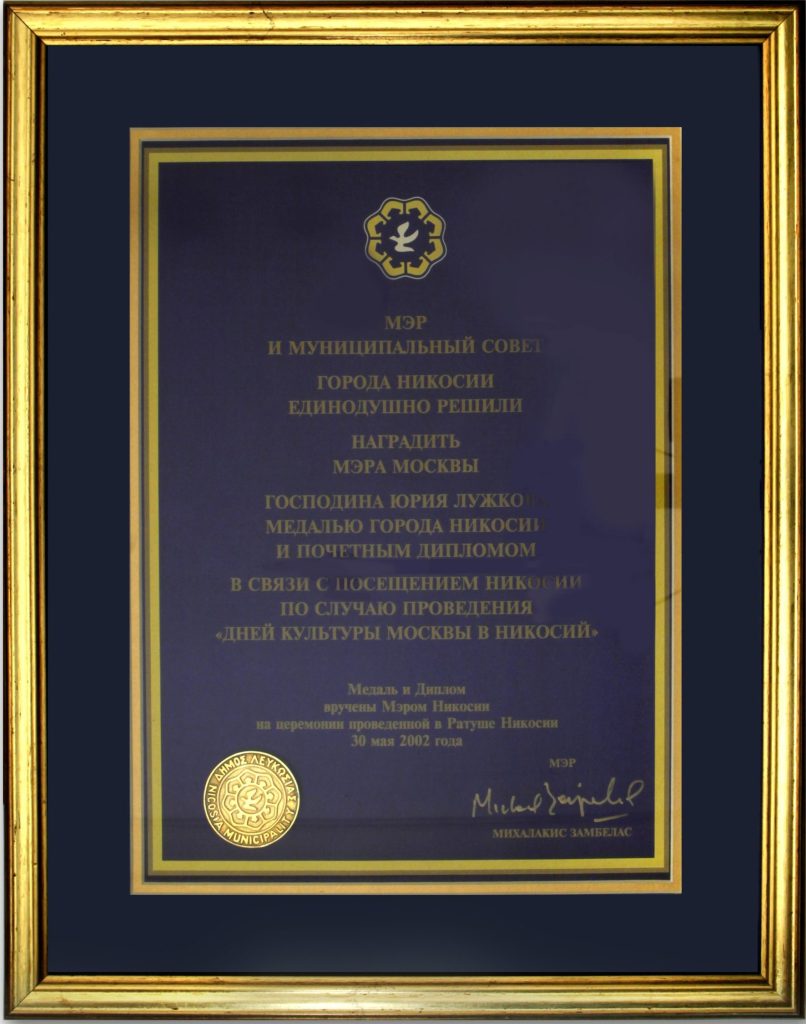 МЭР
И МУНИЦИПАЛЬНЫЙ СОВЕТ
ГОРОДА НИКОСИИ
ЕДИНОДУШНО РЕШИЛИ
НАГРАДИТЬ
МЭРА МОСКВЫ
ГОСПОДИНА ЮРИЯ ЛУЖКОВА
МЕДАЛЬЮ ГОРОДА НИКОСИИ
И ПОЧЕТНЫМ ДИПЛОМОМ
В СВЯЗИ С ПОСЕЩЕНИЕМ НИКОСИИ
ПО СЛУЧАЮ ПРОВЕДЕНИЯ
«ДНЕЙ КУЛЬТУРЫ МОСКВЫ В НИКОСИЙ»
Медаль и Диплом
вручены Мэром Никосии
на церемонии проведенной в Ратуше Никосии
30 мая 2002 года
МЭР
МИХАЛАКИС ЗАМБЕЛАС
ΔΗΜΟΣ ΛΕΥΚΩΣΙΑΣ
NICOSIA MUNICIPALITY